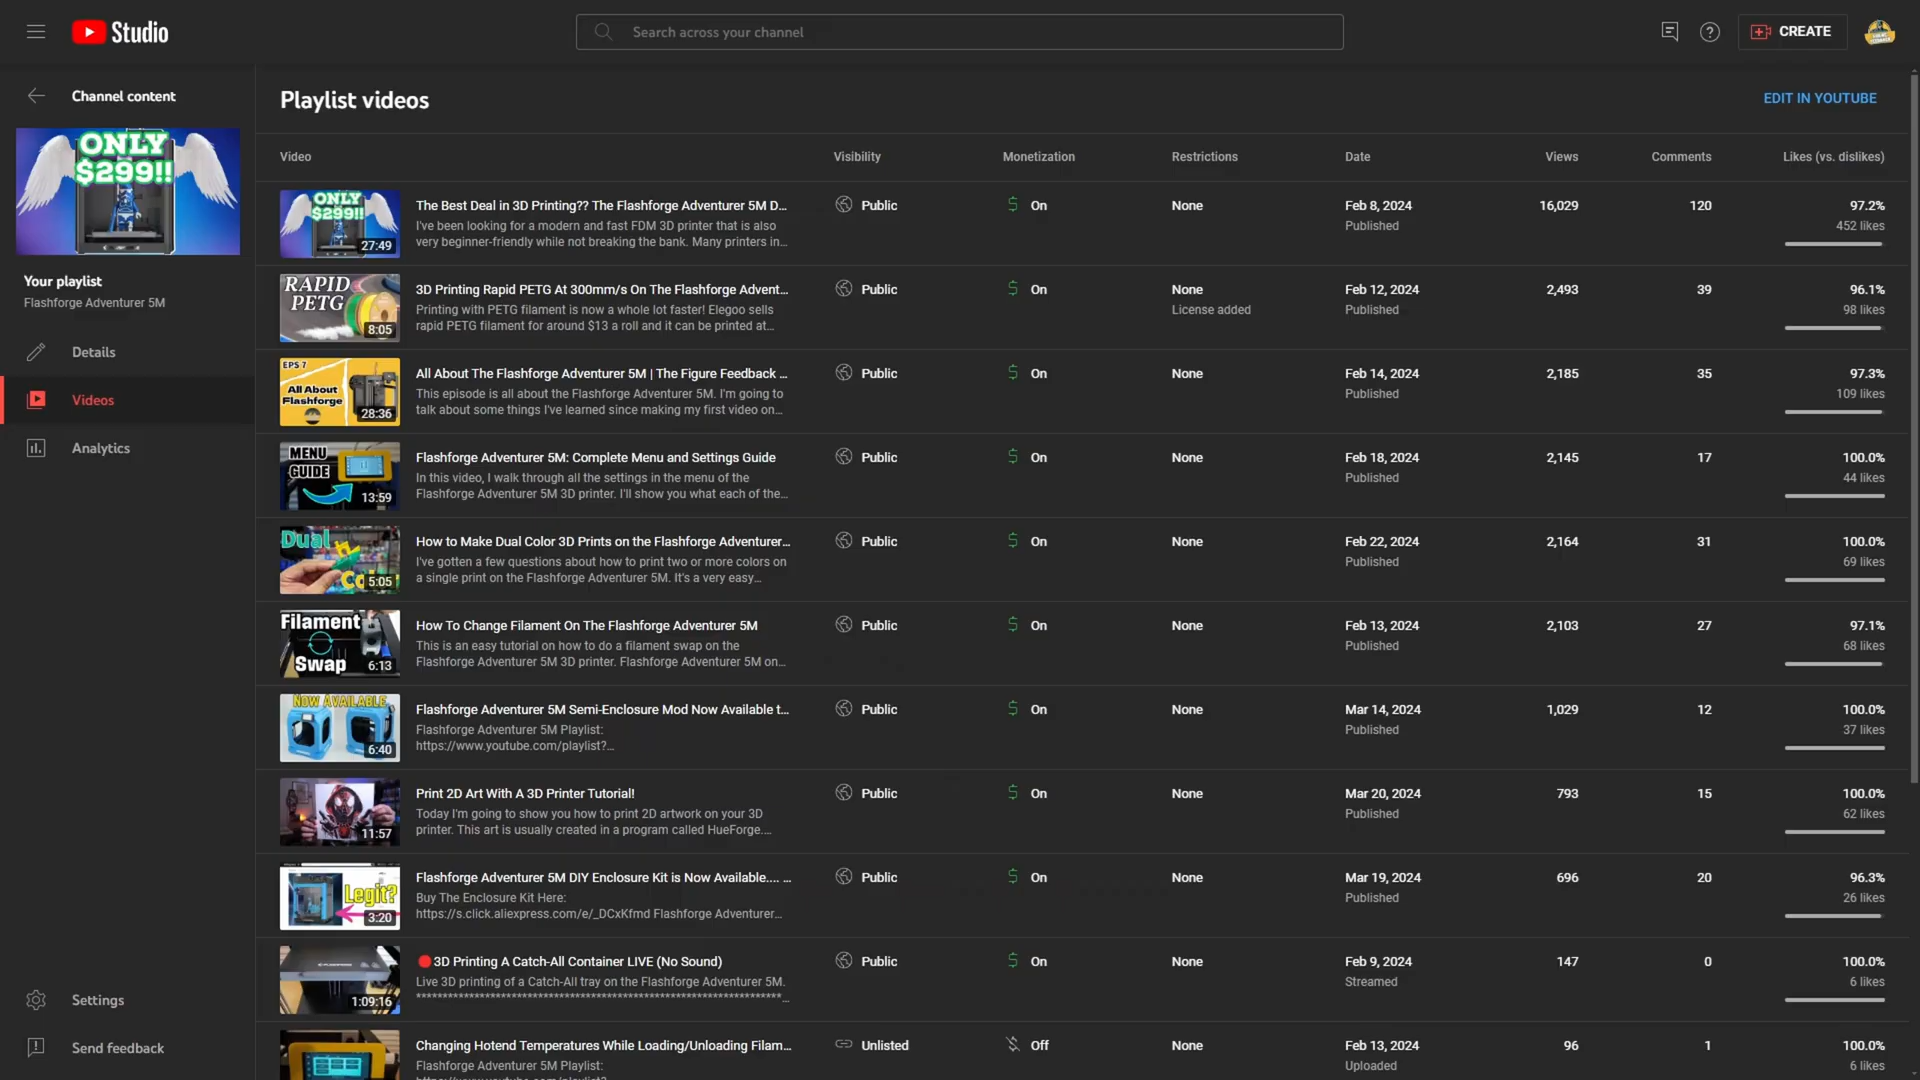 Studio
Search across your channel
CREATE
Channel content
ONLY
$299!!
Your playlist
Flashforge Adventurer 5M
Details
Videos
Analytics
Settings
Send feedback
Playlist videos
EDIT IN YOUTUBE
Video Visibility Monetization Restrictions Date Views Comments Likes (vs. dislikes)
ONLY
$299!!
27:49
The Best Deal in 3D Printing?? The Flashforge Adventurer 5M D...
I've been looking for a modern and fast FDM 3D printer that is also
very beginner-friendly while not breaking the bank. Many printers in...
Public On None Feb 8, 2024 16,029 120 97.2%
Published 452 likes
RAPID
PETG
8:05
3D Printing Rapid PETG At 300mm/s On The Flashforge Advent...
Printing with PETG filament is now a whole lot faster! Elegoo sells
rapid PETG filament for around $13 a roll and it can be printed at...
Public On None Feb 12, 2024 2,493 39 96.1%
License added Published 98 likes
EPS 7
All About
Flashforge
28:36
All About The Flashforge Adventurer 5M | The Figure Feedback ...
This episode is all about the Flashforge Adventurer 5M. I'm going to
talk about some things I've learned since making my first video on...
Public On None Feb 14, 2024 2,185 35 97.3%
Published 109 likes
MENU
GUIDE
13:59
Flashforge Adventurer 5M: Complete Menu and Settings Guide
In this video, I walk through all the settings in the menu of the
Flashforge Adventurer 5M 3D printer. I'll show you what each of the...
Public On None Feb 18, 2024 2,145 17 100.0%
Published 44 likes
Dual
5:05
How to Make Dual Color 3D Prints on the Flashforge Adventurer...
I've gotten a few questions about how to print two or more colors on
a single print on the Flashforge Adventurer 5M. It's a very easy...
Public On None Feb 22, 2024 2,164 31 100.0%
Published 69 likes
Filament
Swap
6:13
How To Change Filament On The Flashforge Adventurer 5M
This is an easy tutorial on how to do a filament swap on the
Flashforge Adventurer 5M 3D printer. Flashforge Adventurer 5M on...
Public On None Feb 13, 2024 2,103 27 97.1%
Published 68 likes
NOW AVAILABLE
6:40
Flashforge Adventurer 5M Semi-Enclosure Mod Now Available t...
Flashforge Adventurer 5M Playlist:
https://www.youtube.com/playlist?...
Public On None Mar 14, 2024 1,029 12 100.0%
Published 37 likes
11:57
Print 2D Art With A 3D Printer Tutorial!
Today I'm going to show you how to print 2D artwork on your 3D
printer. This art is usually created in a program called HueForge....
Public On None Mar 20, 2024 793 15 100.0%
Published 62 likes
Legit?
3:20
Flashforge Adventurer 5M DIY Enclosure Kit is Now Available.... ...
Buy The Enclosure Kit Here:
https://s.click.aliexpress.com/e/_DCxKfmd Flashforge Adventurer...
Public On None Mar 19, 2024 696 20 96.3%
Published 26 likes
1:09:16
3D Printing A Catch-All Container LIVE (No Sound)
Live 3D printing of a Catch-All tray on the Flashforge Adventurer 5M.
Public On None Feb 9, 2024 147 0 100.0%
Streamed 6 likes
Changing Hotend Temperatures While Loading/Unloading Filam...
Flashforge Adventurer 5M Playlist:
Unlisted Off None Feb 13, 2024 96 1 100.0%
Uploaded 6 likes